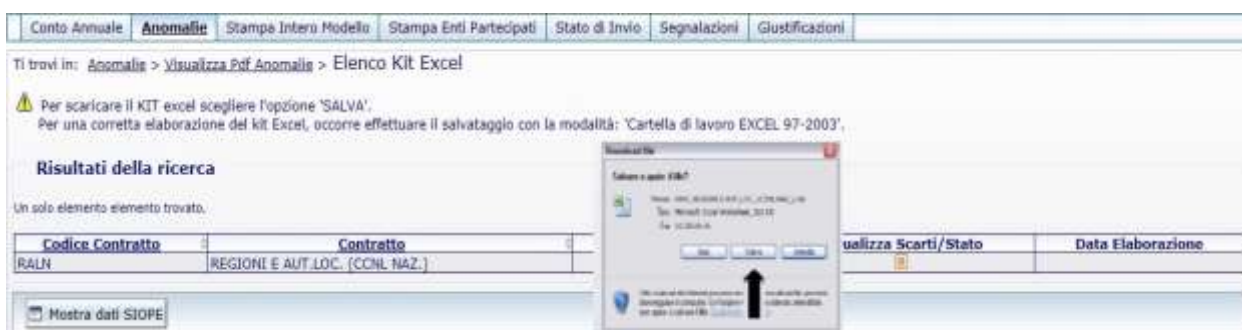 Conto Annuale Anomalie Stampa Intero Modello Stampa Enti Partecipati Stato di Invio Segnalazioni Giustificazioni
Ti trovi in: Anomalie > Visualizza Pdf Anomalie > Elenco Kit Excel
Per scaricare il KIT excel scegliere l'opzione 'SALVA'.
Per una corretta elaborazione del kit Excel, occorre effettuare il salvataggio con la modalità: 'Cartella di lavoro EXCEL 97-2003'.
Risultati della ricerca
Un solo elemento elemento trovato.
Codice Contratto Contratto ualizza Scarti/Stato Data Elaborazione
RALN REGIONI E AUT.LOC. (CCNL NAZ.)
Mostra dati SIOPE